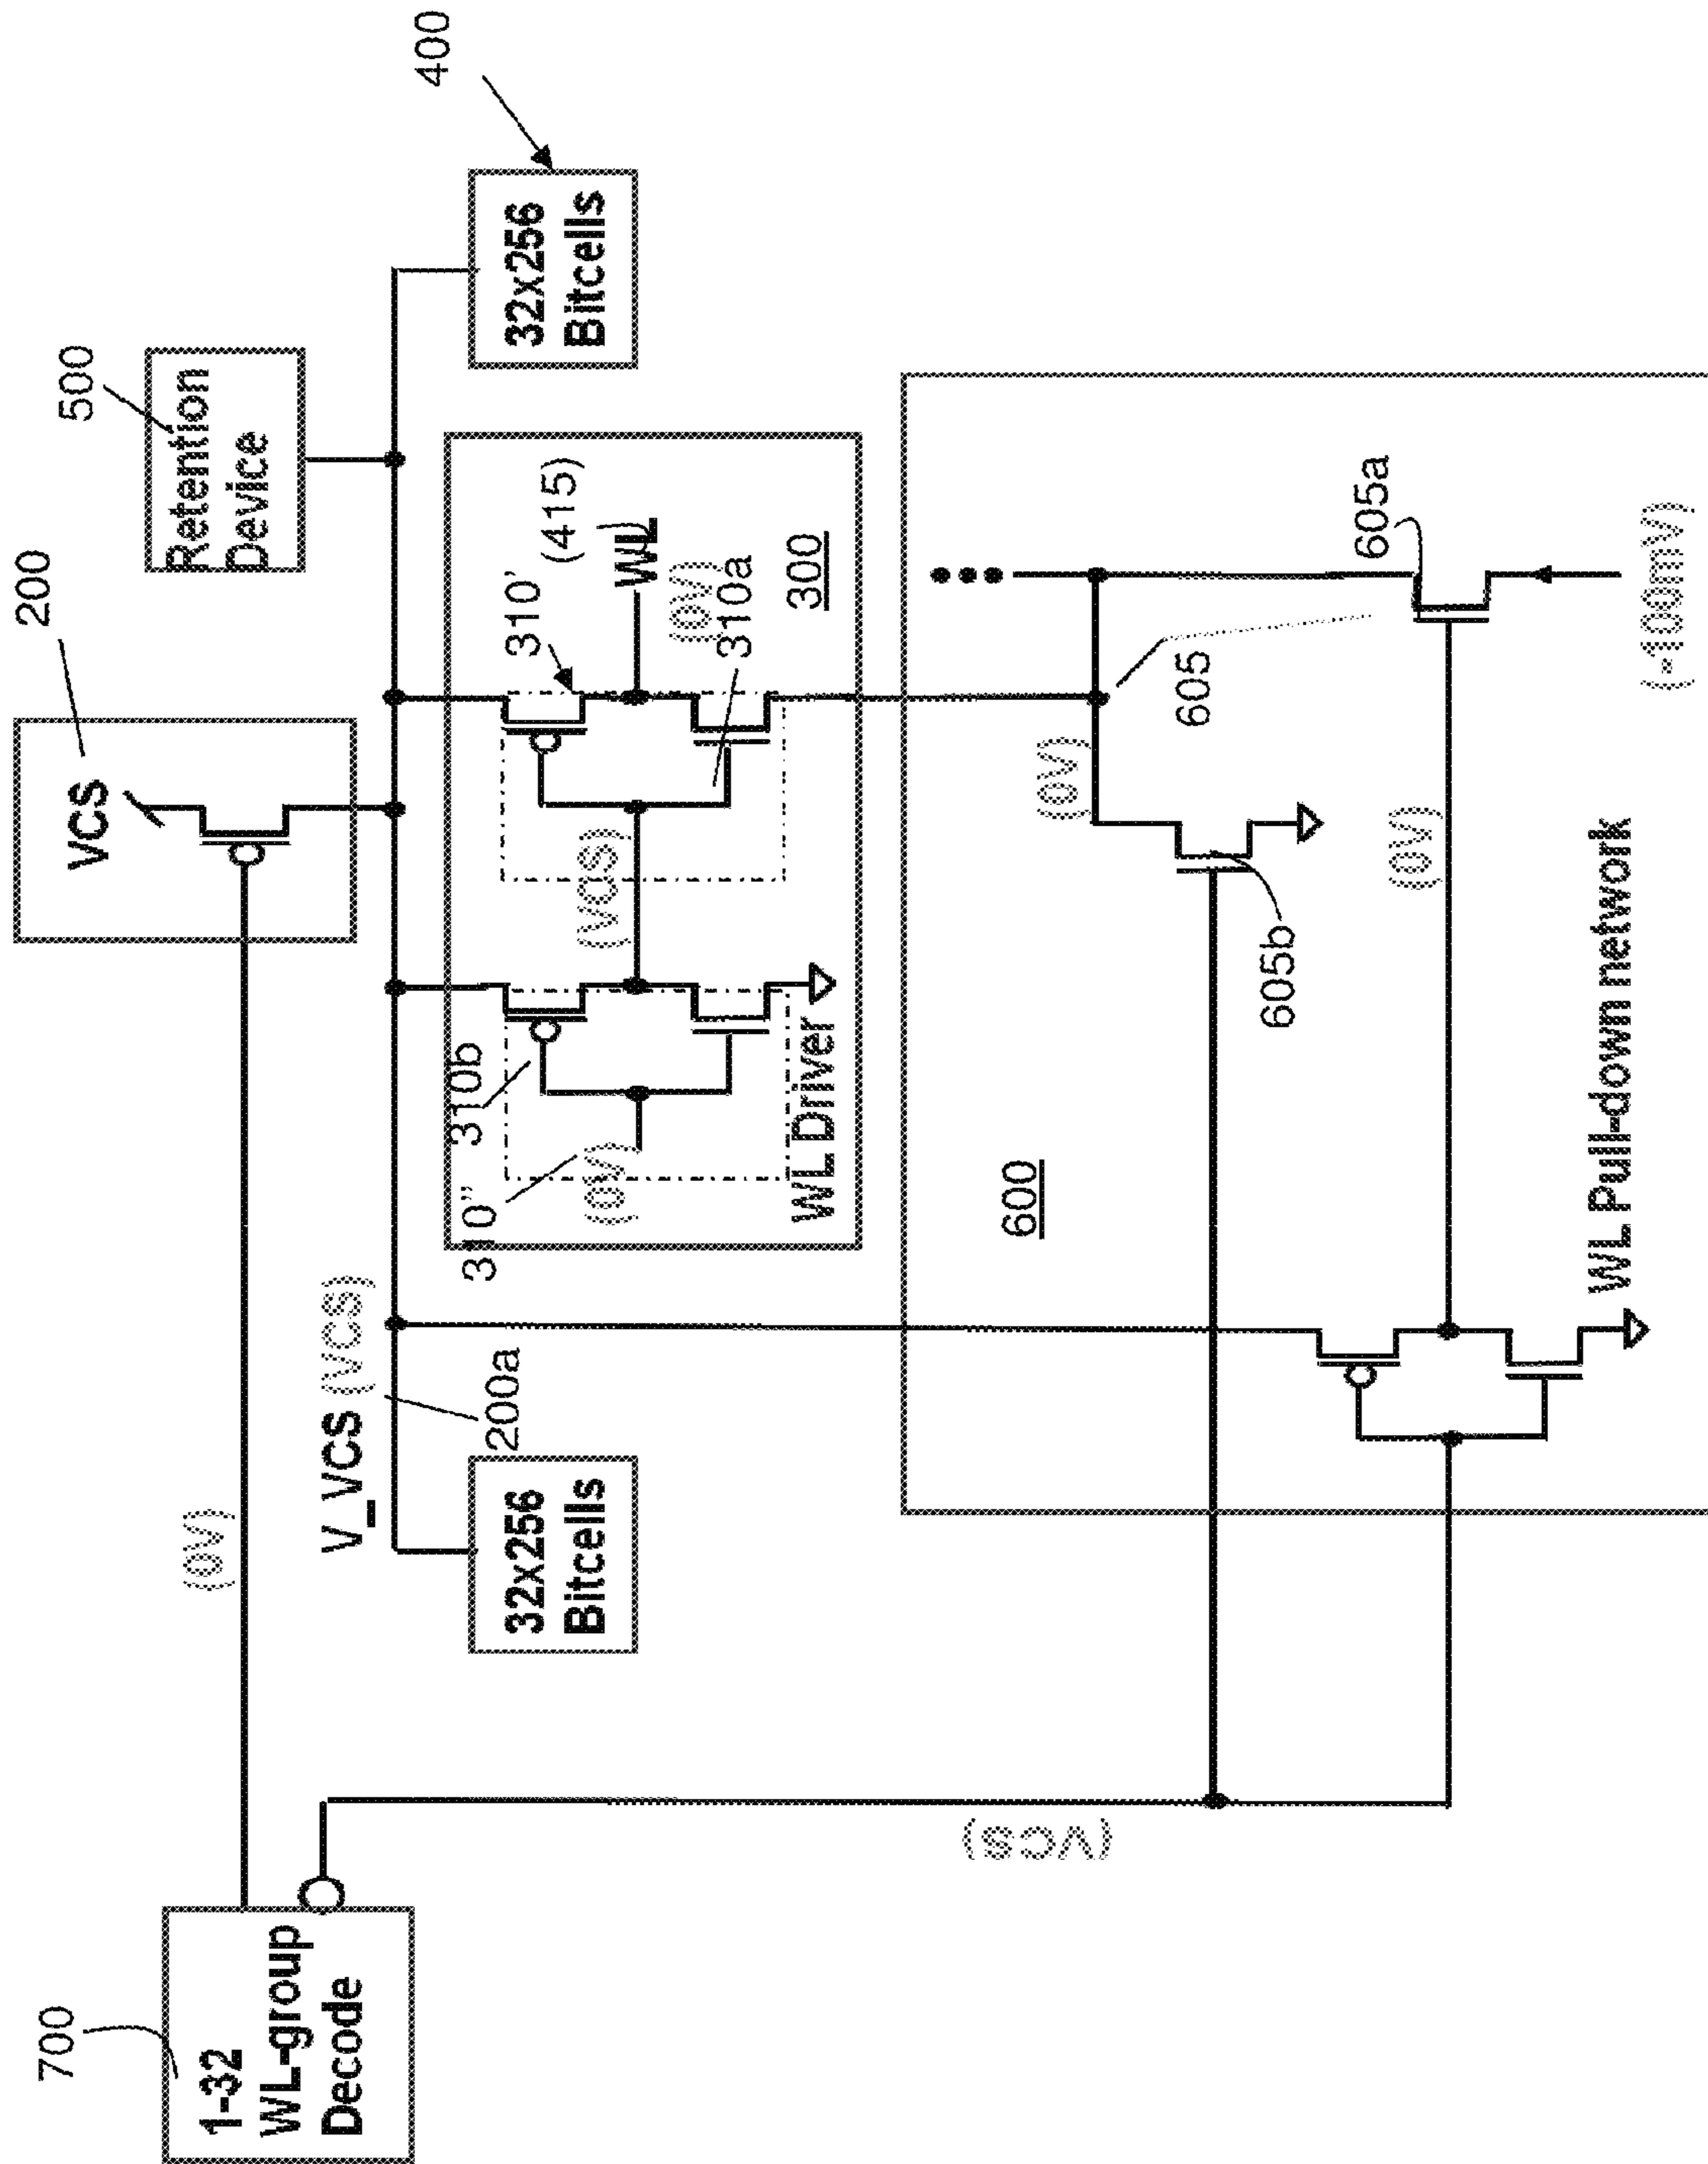 700
1-32
WL-group
Decode
(0V)
200
VCS
500
Retention
Device
400
V_VCS (VCS)
200a
32x256
Bitcells
32x256
Bitcells
310"
310b
(0V)
(VCS)
310'
(415)
WL
(0V)
310a
300
WL Driver
(VCS)
600
(0V)
605
605b
605a
(0V)
(-100mV)
WL Pull-down network